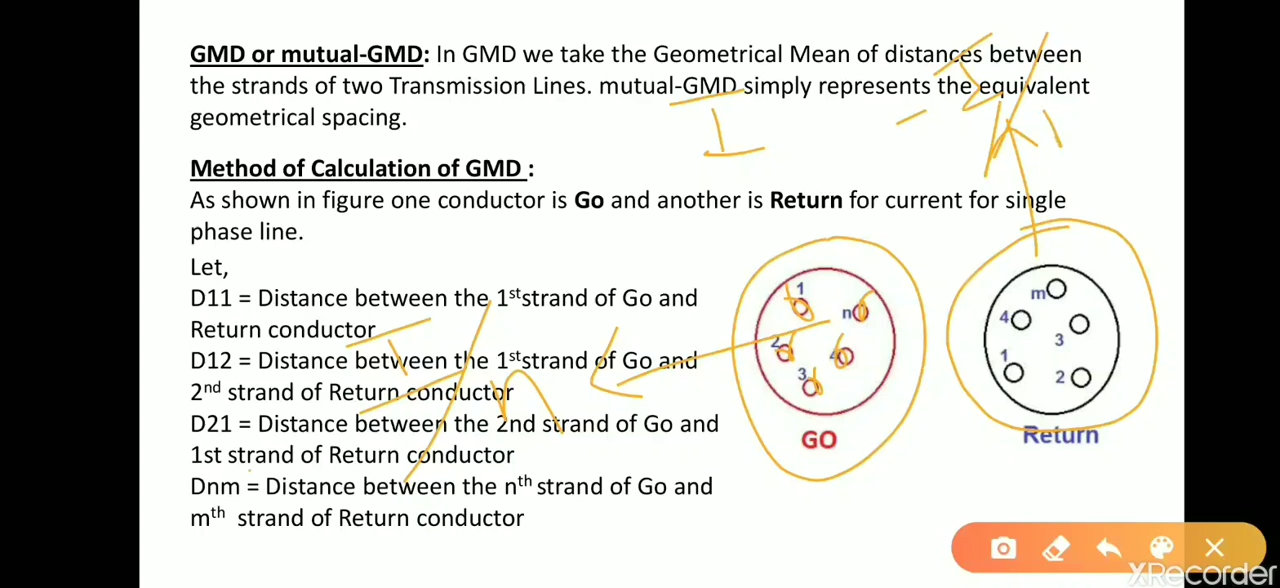 GMD or mutual-GMD: In GMD we take the Geometrical Mean of distances between
the strands of two Transmission Lines. mutual-GMD simply represents the equivalent
geometrical spacing.
I
-I/m
Method of Calculation of GMD :
As shown in figure one conductor is Go and another is Return for current for single
phase line.
Let,
D11 = Distance between the 1st strand of Go and
Return conductor
D12 = Distance between the 1st strand of Go and
2nd strand of Return conductor
D21 = Distance between the 2nd strand of Go and
1st strand of Return conductor
Dnm = Distance between the nth strand of Go and
mth strand of Return conductor
I/n
1
n
2
4
3
GO
m
4
3
1
2
Return
XRecorder